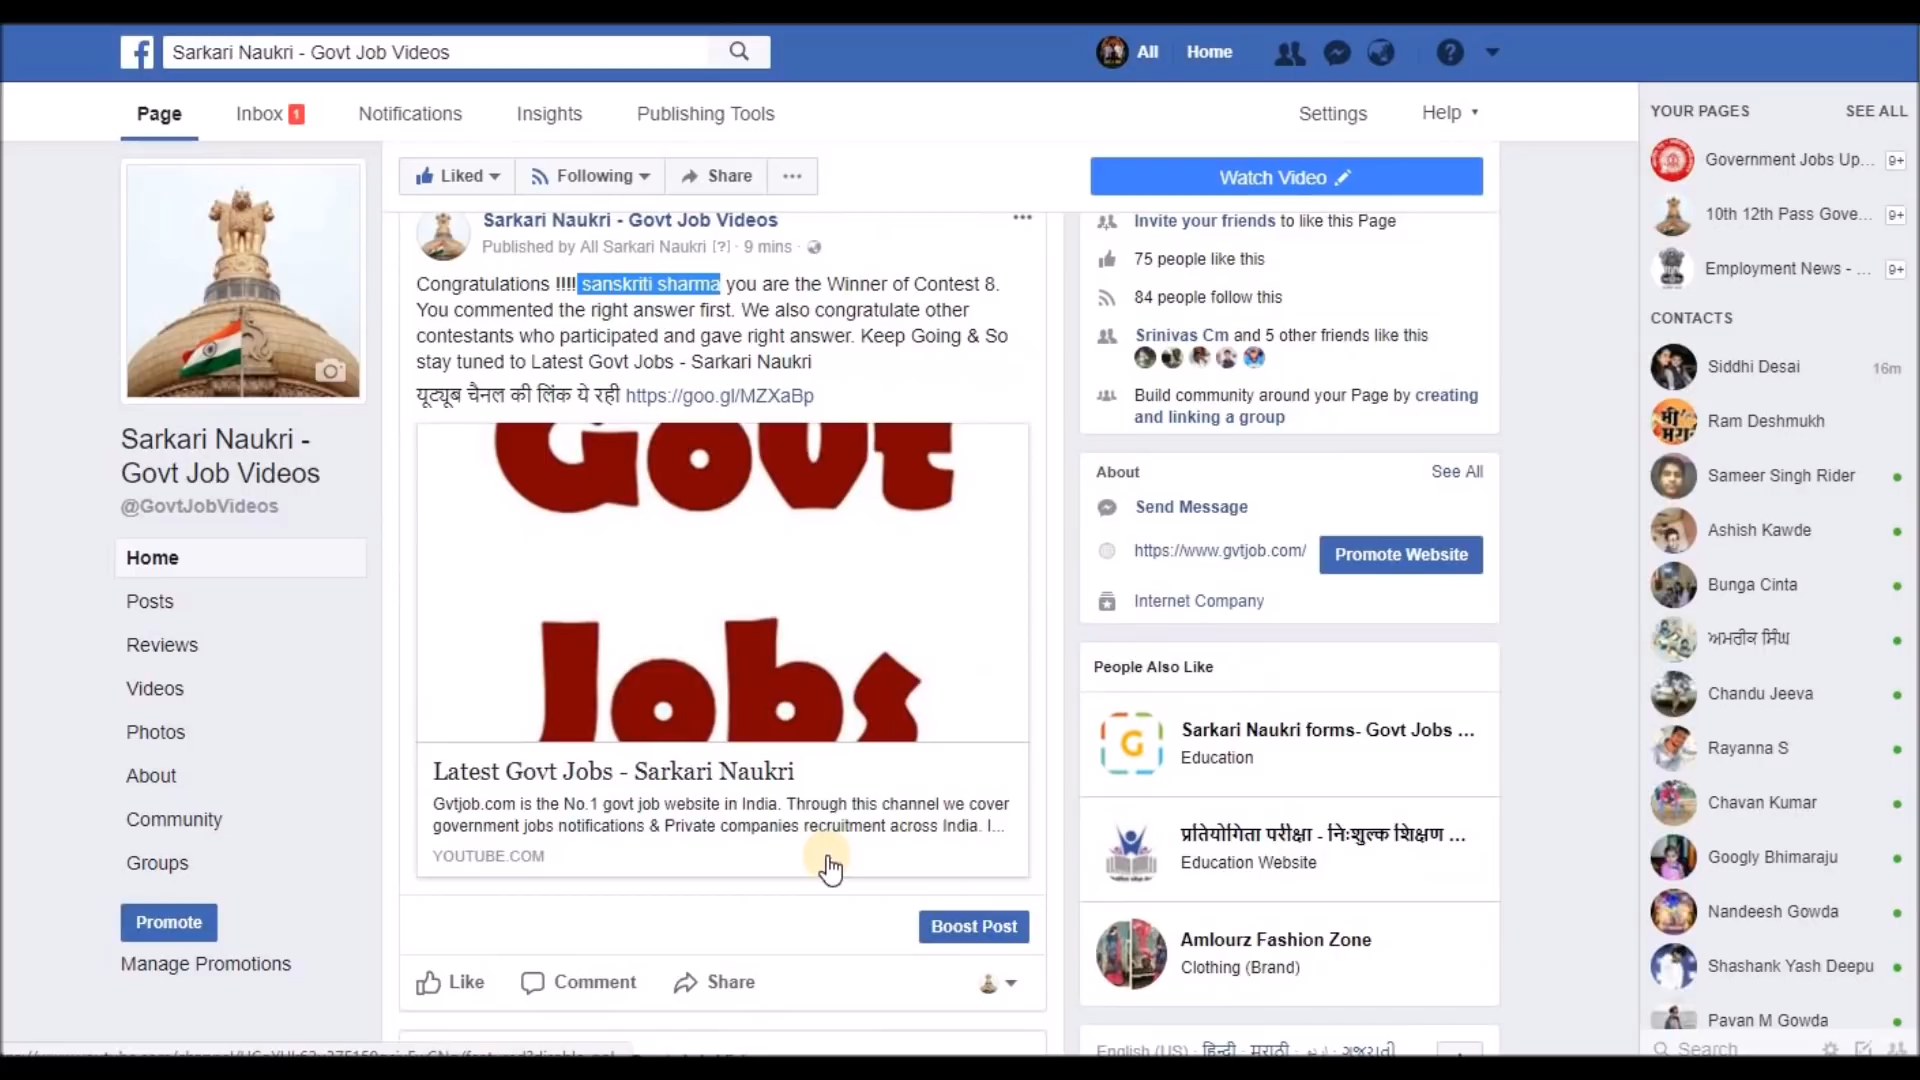 Sarkari Naukri - Govt Job Videos
All
Home
Page
Inbox 1
Notifications
Insights
Publishing Tools
Settings
Help
Liked
Following
Share
Watch Video
Sarkari Naukri - Govt Job Videos
@GovtJobVideos
Home
Posts
Reviews
Videos
Photos
About
Community
Groups
Promote
Manage Promotions
Sarkari Naukri - Govt Job Videos
Published by All Sarkari Naukri [?] · 9 mins ·
Congratulations !!!! sanskriti sharma you are the Winner of Contest 8.
You commented the right answer first. We also congratulate other
contestants who participated and gave right answer. Keep Going & So
stay tuned to Latest Govt Jobs - Sarkari Naukri
यूट्यूब चैनल की लिंक ये रही https://goo.gl/MZXaBp
Govt
Jobs
Latest Govt Jobs - Sarkari Naukri
Gvtjob.com is the No.1 govt job website in India. Through this channel we cover
government jobs notifications & Private companies recruitment across India. I...
YOUTUBE.COM
Boost Post
Like
Comment
Share
Invite your friends to like this Page
75 people like this
84 people follow this
Srinivas Cm and 5 other friends like this
Build community around your Page by creating
and linking a group
About
See All
Send Message
https://www.gvtjob.com/
Promote Website
Internet Company
People Also Like
Sarkari Naukri forms- Govt Jobs ...
Education
प्रतियोगिता परीक्षा - निःशुल्क शिक्षण ...
Education Website
Amlourz Fashion Zone
Clothing (Brand)
English (US) · हिन्दी · मराठी
YOUR PAGES
SEE ALL
Government Jobs Up... 9+
10th 12th Pass Gove... 9+
Employment News - ... 9+
CONTACTS
Siddhi Desai 16m
Ram Deshmukh
Sameer Singh Rider
Ashish Kawde
Bunga Cinta
ਅਮਰੀਕ ਸਿੰਘ
Chandu Jeeva
Rayanna S
Chavan Kumar
Googly Bhimaraju
Nandeesh Gowda
Shashank Yash Deepu
Pavan M Gowda
Search